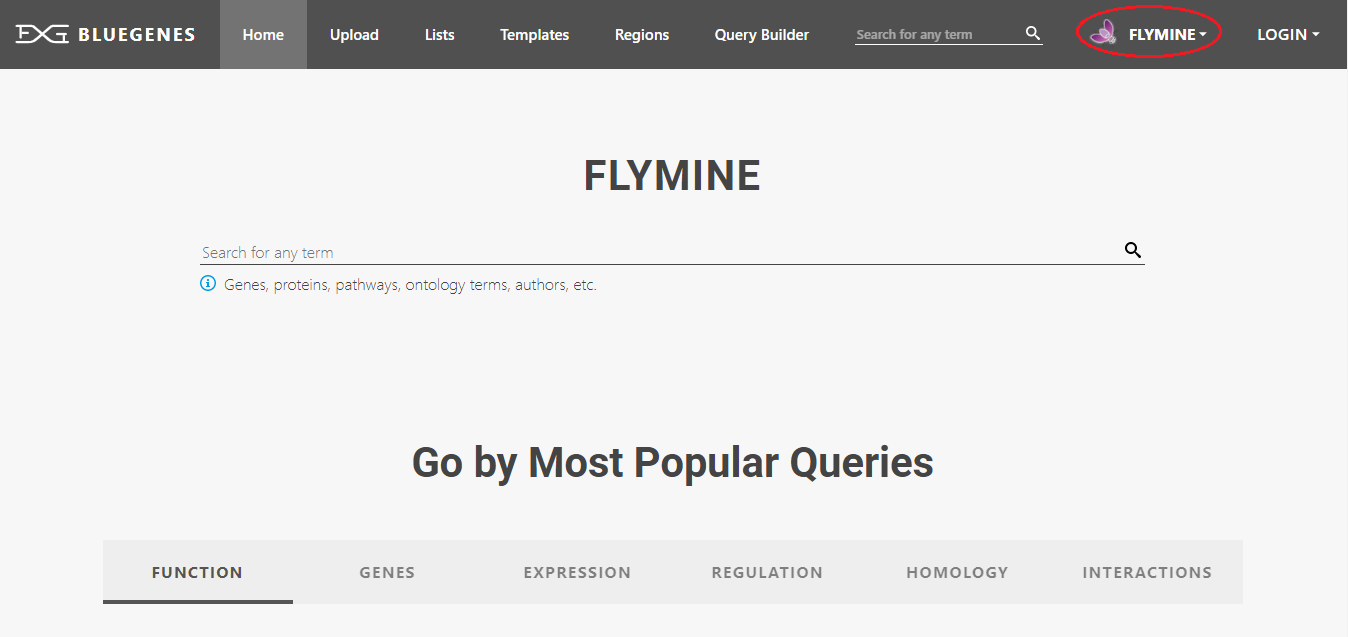 BLUEGENES Home Upload Lists Templates Regions Query Builder Search for any term FLYMINE LOGIN
FLYMINE
Search for any term
Genes, proteins, pathways, ontology terms, authors, etc.
Go by Most Popular Queries
FUNCTION GENES EXPRESSION REGULATION HOMOLOGY INTERACTIONS